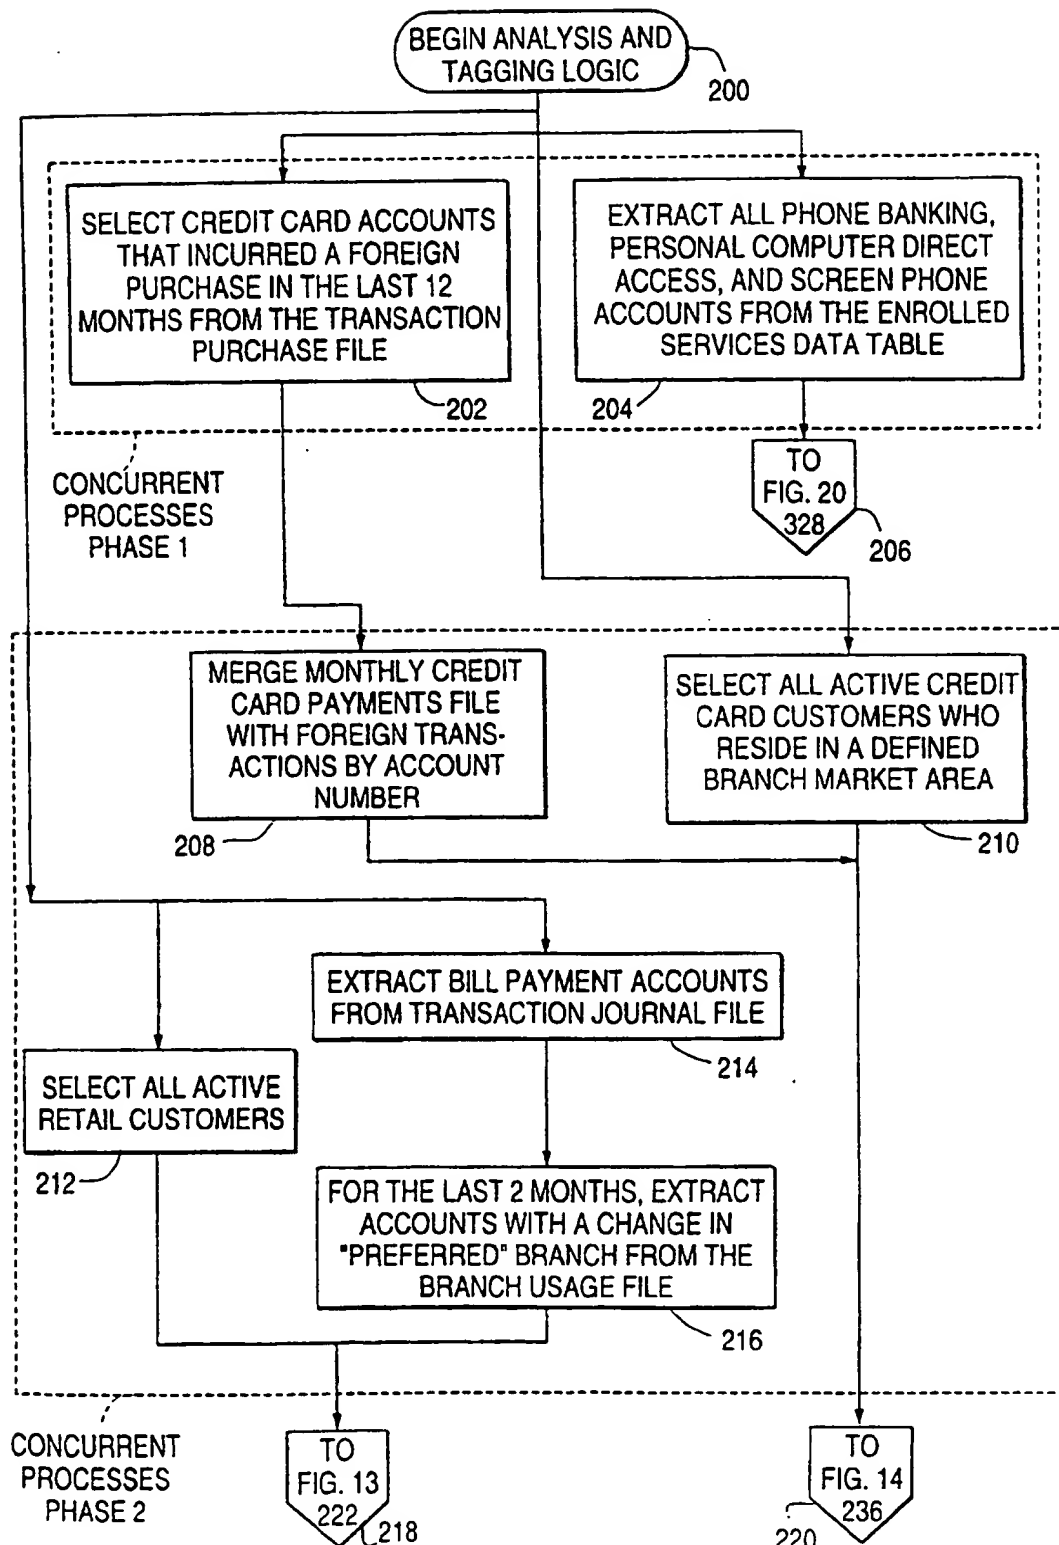 BEGIN ANALYSIS AND
TAGGING LOGIC
200
SELECT CREDIT CARD ACCOUNTS
THAT INCURRED A FOREIGN
PURCHASE IN THE LAST 12
MONTHS FROM THE TRANSACTION
PURCHASE FILE
202
EXTRACT ALL PHONE BANKING,
PERSONAL COMPUTER DIRECT
ACCESS, AND SCREEN PHONE
ACCOUNTS FROM THE ENROLLED
SERVICES DATA TABLE
204
CONCURRENT
PROCESSES
PHASE 1
TO
FIG. 20
328
206
MERGE MONTHLY CREDIT
CARD PAYMENTS FILE
WITH FOREIGN TRANS-
ACTIONS BY ACCOUNT
NUMBER
208
SELECT ALL ACTIVE CREDIT
CARD CUSTOMERS WHO
RESIDE IN A DEFINED
BRANCH MARKET AREA
210
EXTRACT BILL PAYMENT ACCOUNTS
FROM TRANSACTION JOURNAL FILE
214
SELECT ALL ACTIVE
RETAIL CUSTOMERS
212
FOR THE LAST 2 MONTHS, EXTRACT
ACCOUNTS WITH A CHANGE IN
"PREFERRED" BRANCH FROM THE
BRANCH USAGE FILE
216
CONCURRENT
PROCESSES
PHASE 2
TO
FIG. 13
222
218
TO
FIG. 14
236
220